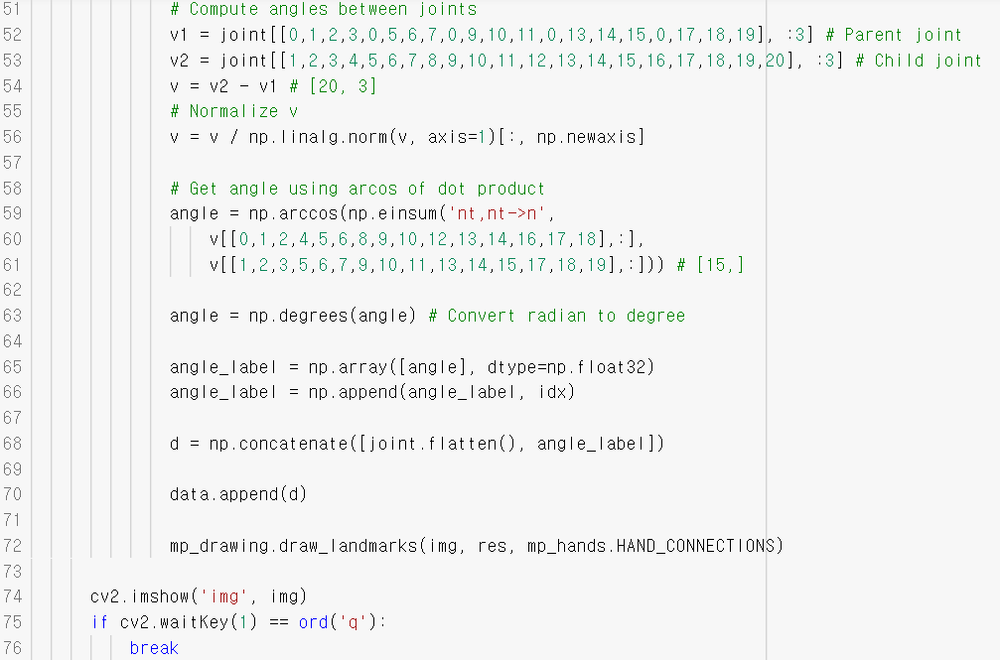 51 # Compute angles between joints
52 v1 = joint[[0,1,2,3,0,5,6,7,0,9,10,11,0,13,14,15,0,17,18,19], :3] # Parent joint
53 v2 = joint[[1,2,3,4,5,6,7,8,9,10,11,12,13,14,15,16,17,18,19,20], :3] # Child joint
54 v = v2 - v1 # [20, 3]
55 # Normalize v
56 v = v / np.linalg.norm(v, axis=1)[:, np.newaxis]
57
58 # Get angle using arcos of dot product
59 angle = np.arccos(np.einsum('nt,nt->n',
60 v[[0,1,2,4,5,6,8,9,10,12,13,14,16,17,18],:],
61 v[[1,2,3,5,6,7,9,10,11,13,14,15,17,18,19],:])) # [15,]
62
63 angle = np.degrees(angle) # Convert radian to degree
64
65 angle_label = np.array([angle], dtype=np.float32)
66 angle_label = np.append(angle_label, idx)
67
68 d = np.concatenate([joint.flatten(), angle_label])
69
70 data.append(d)
71
72 mp_drawing.draw_landmarks(img, res, mp_hands.HAND_CONNECTIONS)
73
74 cv2.imshow('img', img)
75 if cv2.waitKey(1) == ord('q'):
76 break